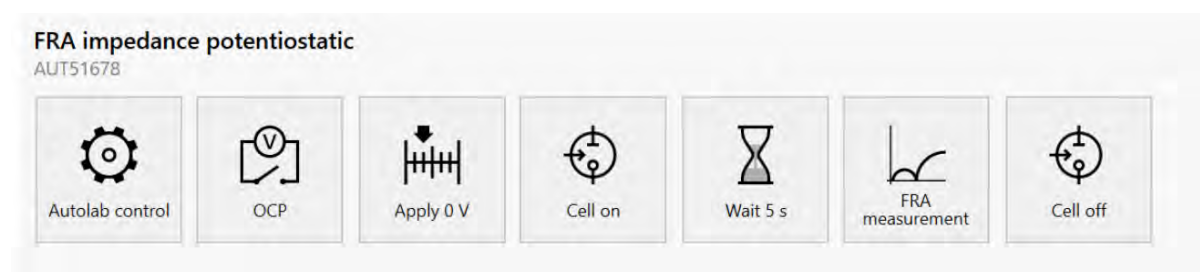 FRA impedance potentiostatic
AUT51678
Autolab control
OCP
Apply 0 V
Cell on
Wait 5 s
FRA
measurement
Cell off
V